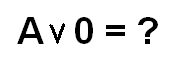 A ∨ 0 = ?